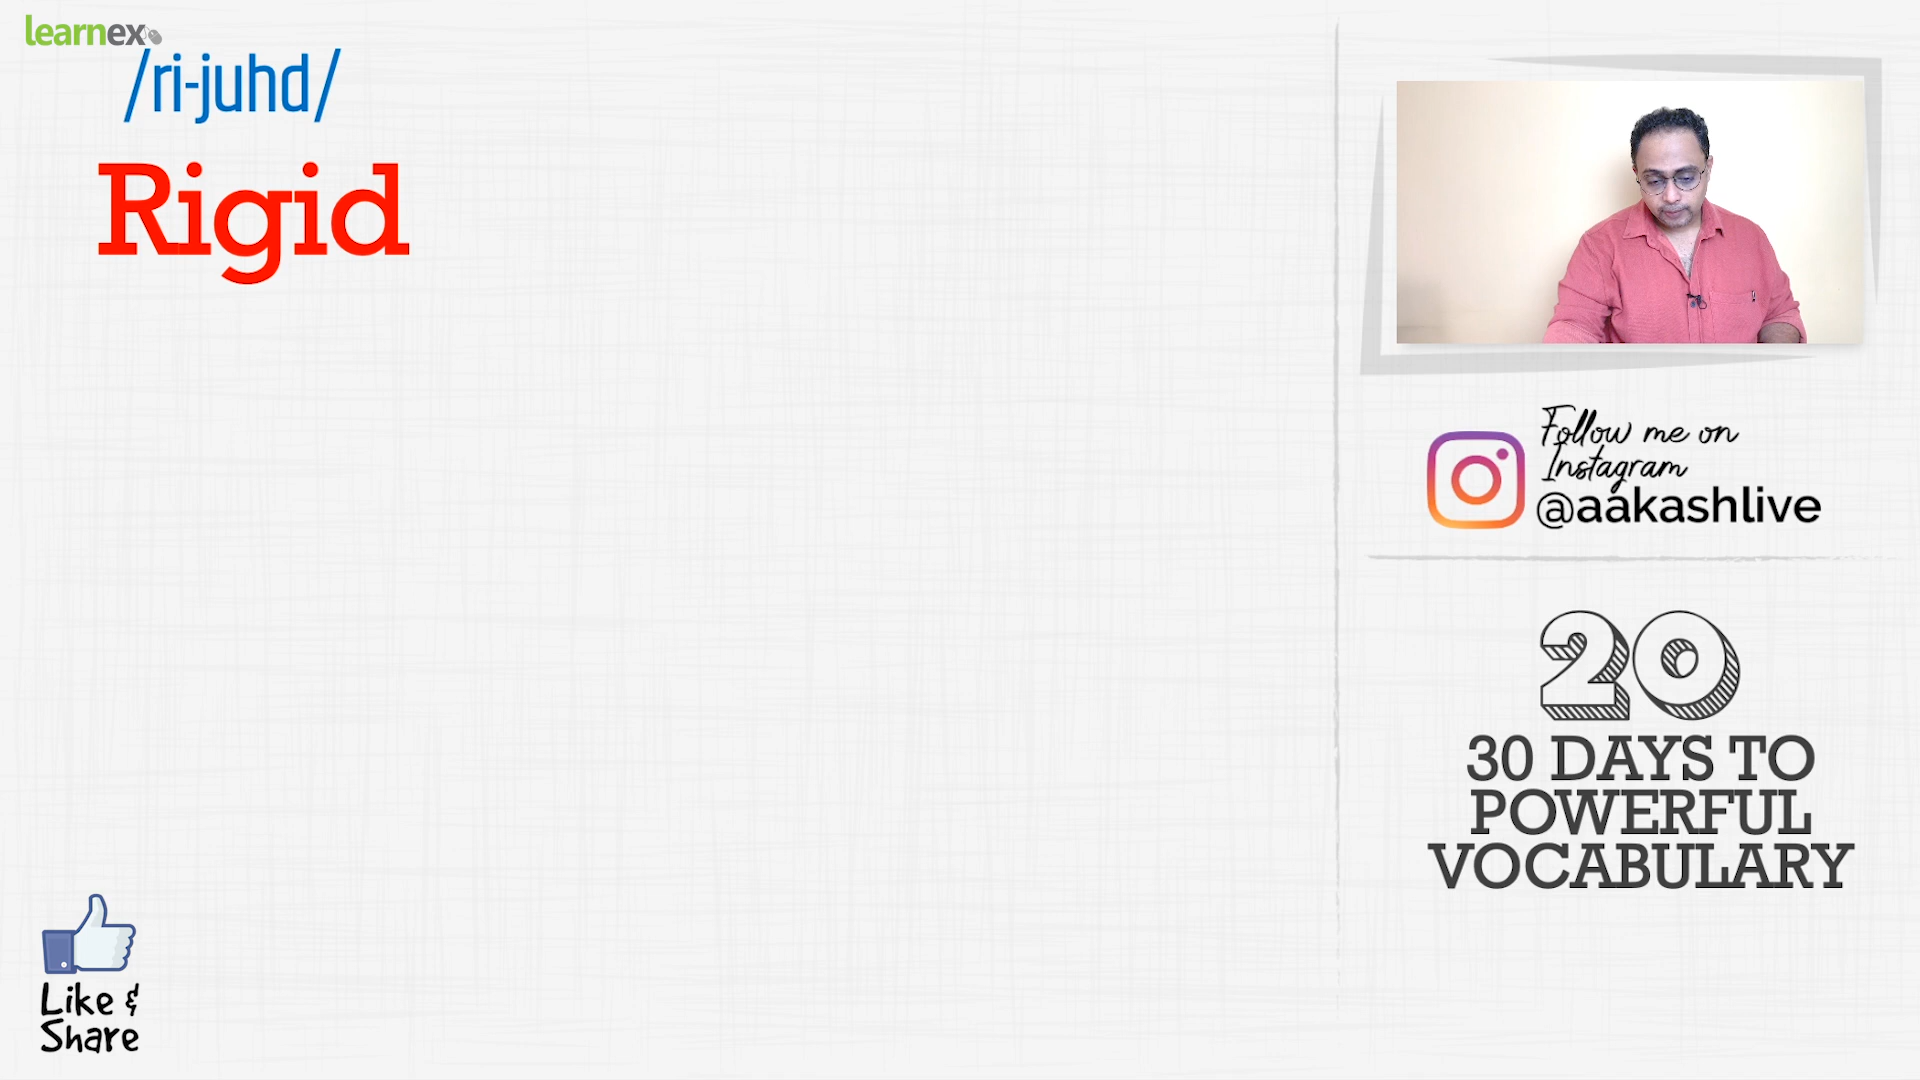 learnex
/ri-juhd/
Rigid
Follow me on
Instagram
@aakashlive
20
30 DAYS TO
POWERFUL
VOCABULARY
Like &
Share